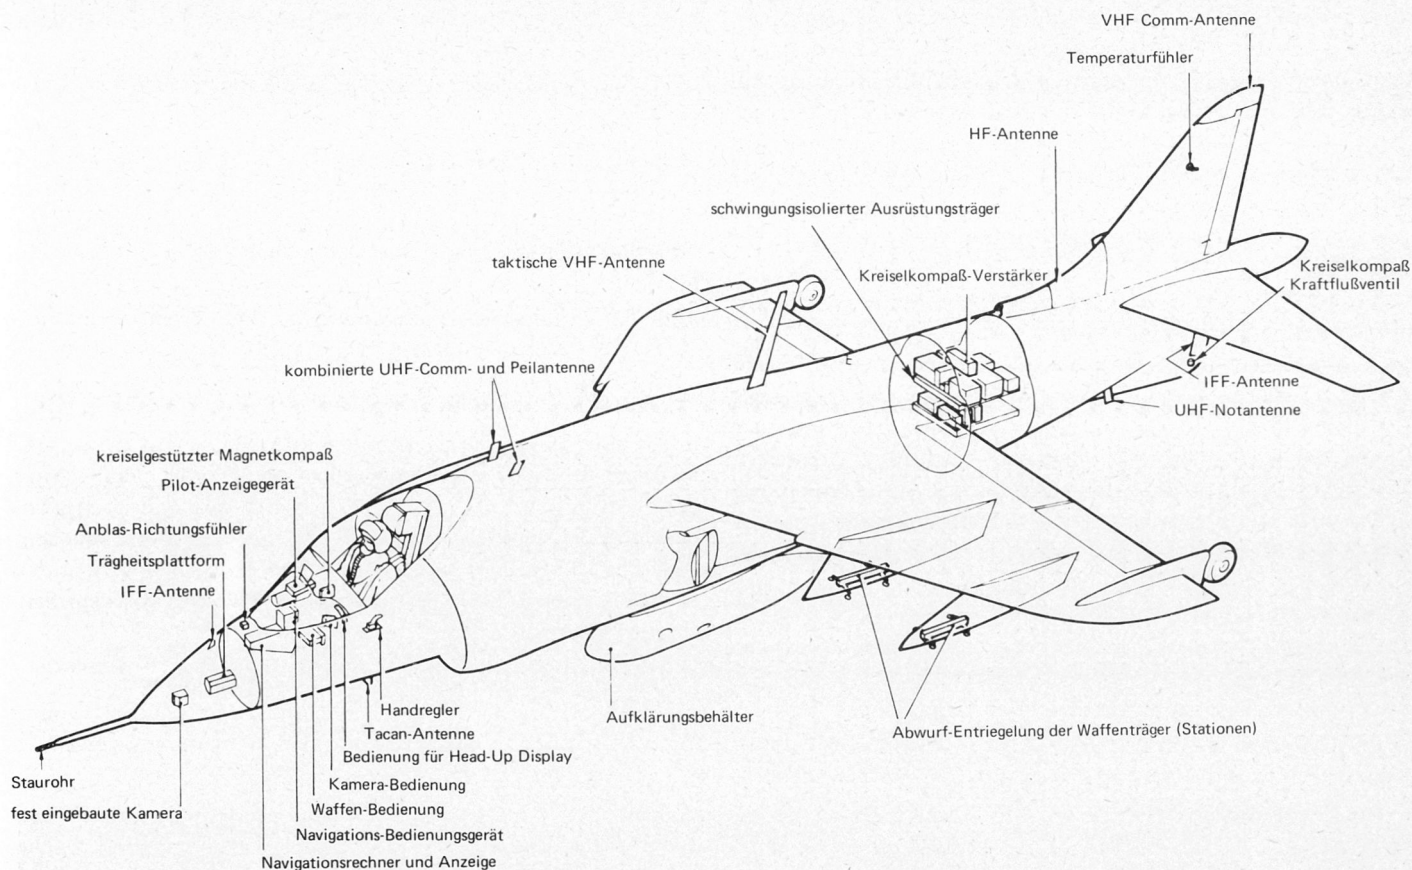 VHF Comm-Antenne
Temperaturfühler
HF-Antenne
schwingungsisolierter Ausrüstungsträger
taktische VHF-Antenne
Kreiselkompaß-Verstärker
Kreiselkompaß
Kraftflußventil
kombinierte UHF-Comm- und Peilantenne
IFF-Antenne
UHF-Notantenne
kreiselgestützter Magnetkompaß
Pilot-Anzeigegerät
Anblas-Richtungsfühler
Trägheitsplattform
IFF-Antenne
Handregler
Aufklärungsbehälter
Tacan-Antenne
Abwurf-Entriegelung der Waffenträger (Stationen)
Bedienung für Head-Up Display
Staurohr
Kamera-Bedienung
fest eingebaute Kamera
Waffen-Bedienung
Navigations-Bedienungsgerät
Navigationsrechner und Anzeige